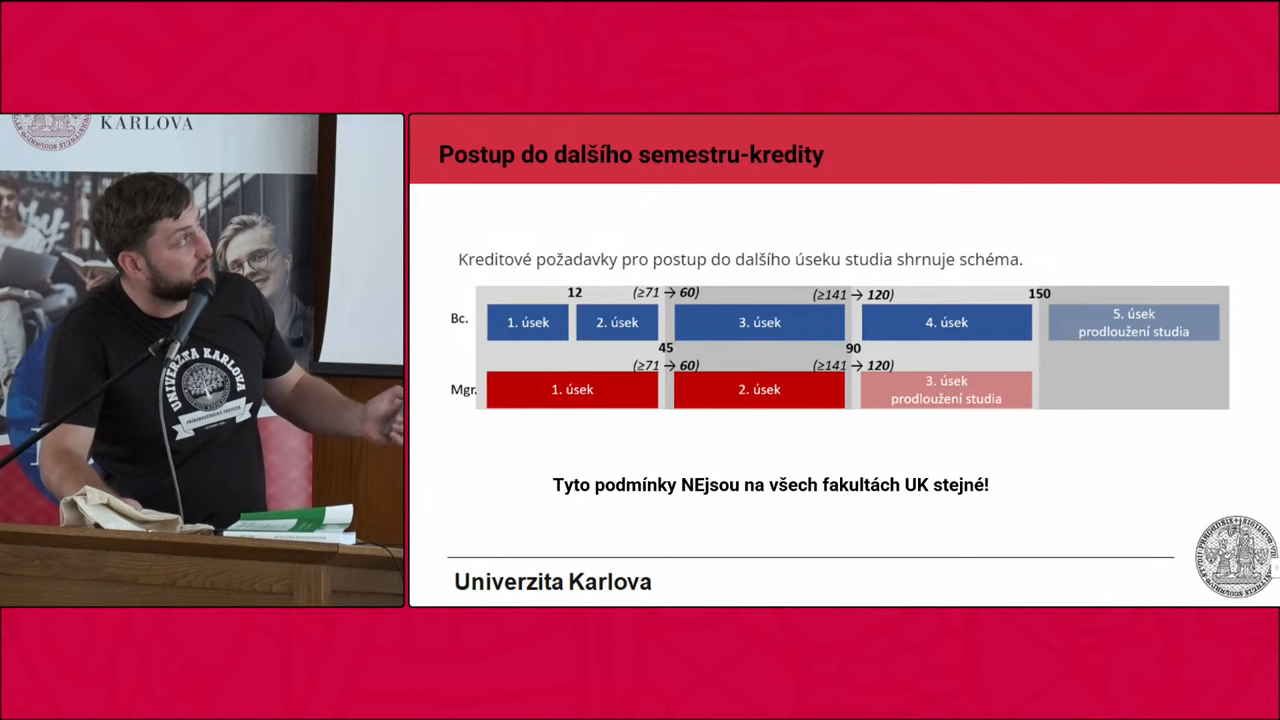 KARLOVA
UNIVERZITA KARLOVA
PŘÍRODOVĚDECKÁ FAKULTA
Postup do dalšího semestru-kredity
Kreditové požadavky pro postup do dalšího úseku studia shrnuje schéma.
12 (≥71 → 60) (≥141 → 120) 150
Bc. 1. úsek 2. úsek 3. úsek 4. úsek 5. úsek
prodloužení studia
45 90
(≥71 → 60) (≥141 → 120)
Mgr. 1. úsek 2. úsek 3. úsek
prodloužení studia
Tyto podmínky NEjsou na všech fakultách UK stejné!
Univerzita Karlova